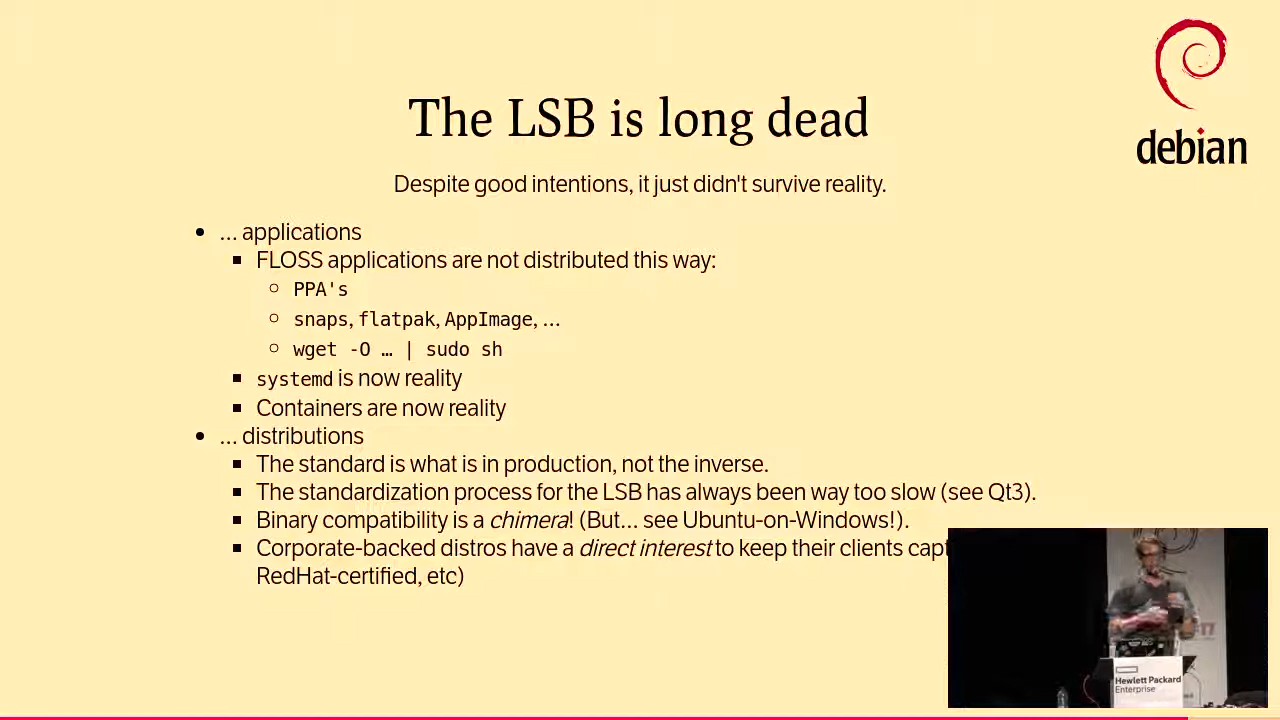 debian
The LSB is long dead
Despite good intentions, it just didn't survive reality.
… applications
FLOSS applications are not distributed this way:
PPA's
snaps, flatpak, AppImage, …
wget -O … | sudo sh
systemd is now reality
Containers are now reality
… distributions
The standard is what is in production, not the inverse.
The standardization process for the LSB has always been way too slow (see Qt3).
Binary compatibility is a chimera! (But… see Ubuntu-on-Windows!).
Corporate-backed distros have a direct interest to keep their clients
RedHat-certified, etc)
Hewlett Packard
Enterprise